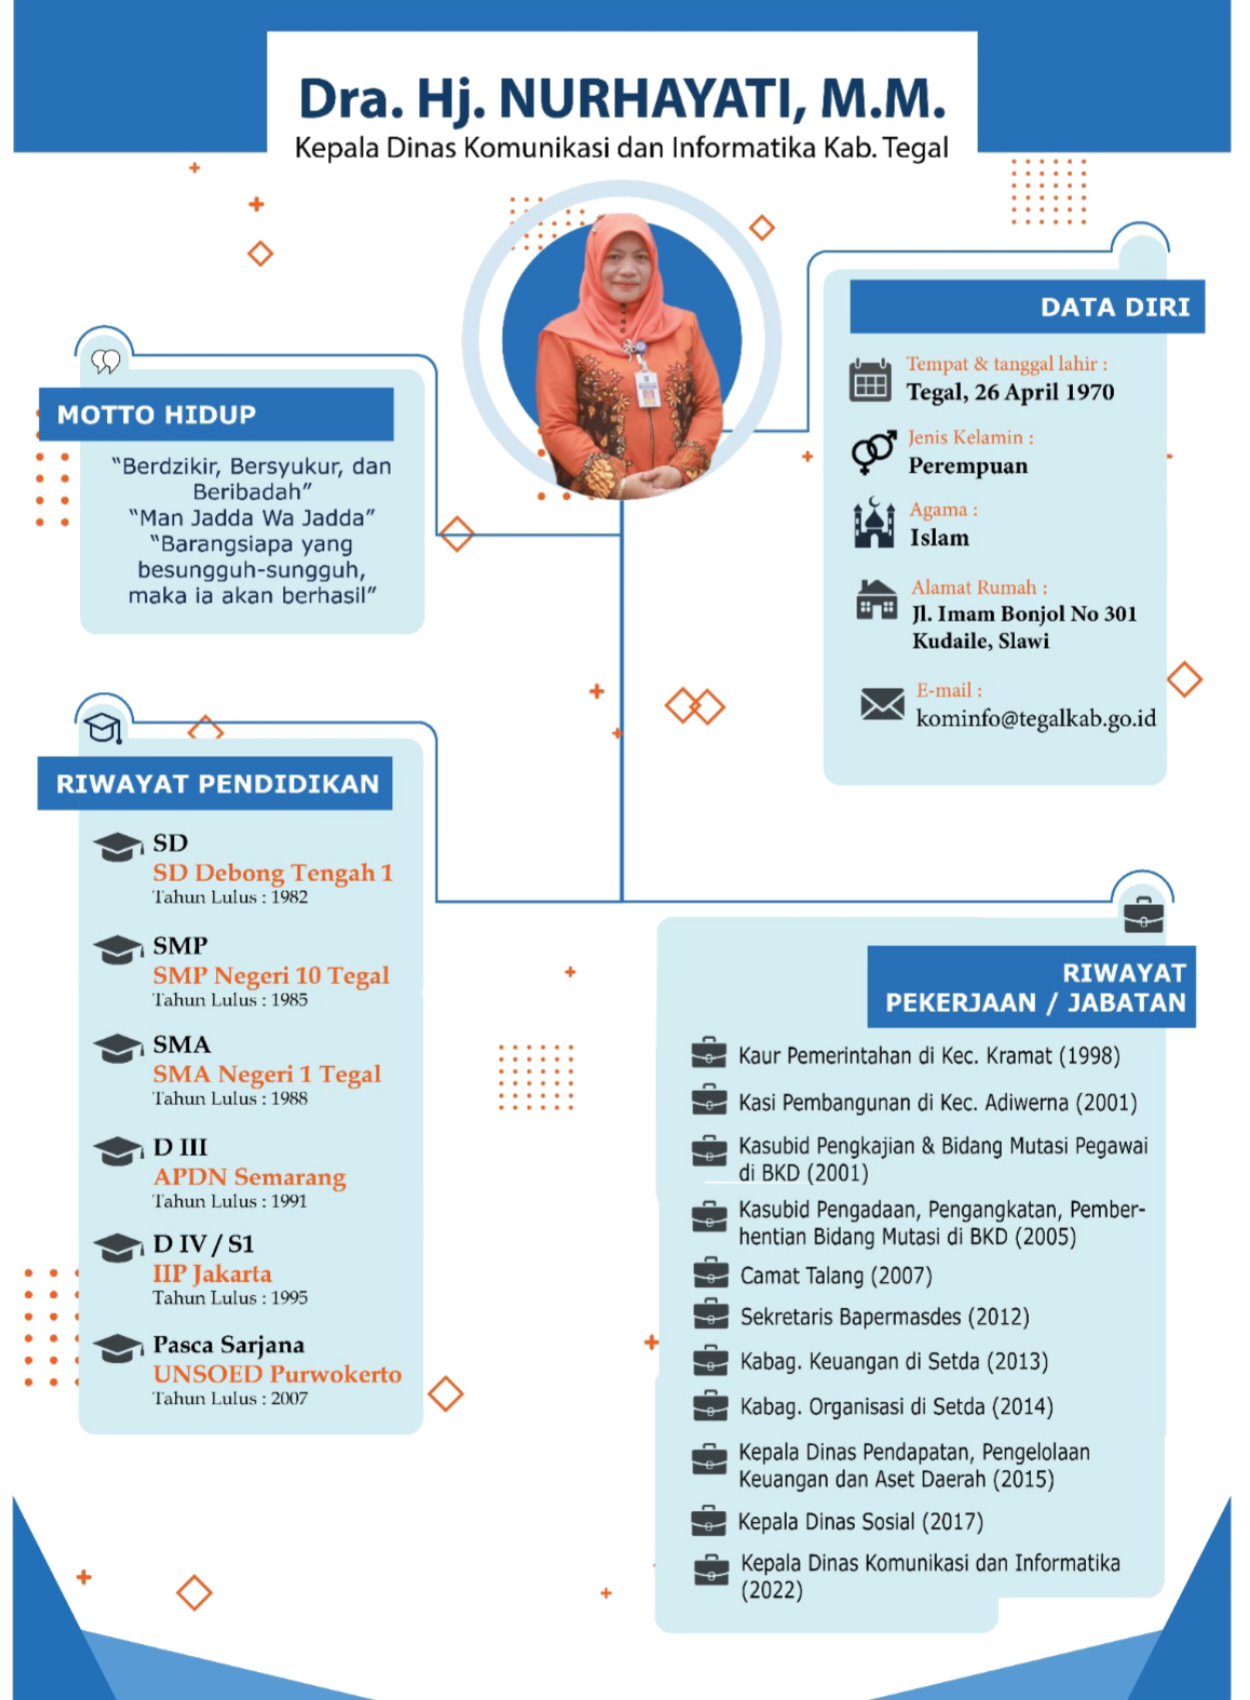 Dra. Hj. NURHAYATI, M.M.
Kepala Dinas Komunikasi dan Informatika Kab. Tegal
MOTTO HIDUP
“Berdzikir, Bersyukur, dan
Beribadah”
“Man Jadda Wa Jadda”
“Barangsiapa yang
besungguh-sungguh,
maka ia akan berhasil”
DATA DIRI
Tempat & tanggal lahir :
Tegal, 26 April 1970
Jenis Kelamin :
Perempuan
Agama :
Islam
Alamat Rumah :
Jl. Imam Bonjol No 301
Kudaile, Slawi
E-mail :
kominfo@tegalkab.go.id
RIWAYAT PENDIDIKAN
SD
SD Debong Tengah 1
Tahun Lulus : 1982
SMP
SMP Negeri 10 Tegal
Tahun Lulus : 1985
SMA
SMA Negeri 1 Tegal
Tahun Lulus : 1988
D III
APDN Semarang
Tahun Lulus : 1991
D IV / S1
IIP Jakarta
Tahun Lulus : 1995
Pasca Sarjana
UNSOED Purwokerto
Tahun Lulus : 2007
RIWAYAT
PEKERJAAN / JABATAN
Kaur Pemerintahan di Kec. Kramat (1998)
Kasi Pembangunan di Kec. Adiwerna (2001)
Kasubid Pengkajian & Bidang Mutasi Pegawai
di BKD (2001)
Kasubid Pengadaan, Pengangkatan, Pember-
hentian Bidang Mutasi di BKD (2005)
Camat Talang (2007)
Sekretaris Bapermasdes (2012)
Kabag. Keuangan di Setda (2013)
Kabag. Organisasi di Setda (2014)
Kepala Dinas Pendapatan, Pengelolaan
Keuangan dan Aset Daerah (2015)
Kepala Dinas Sosial (2017)
Kepala Dinas Komunikasi dan Informatika
(2022)